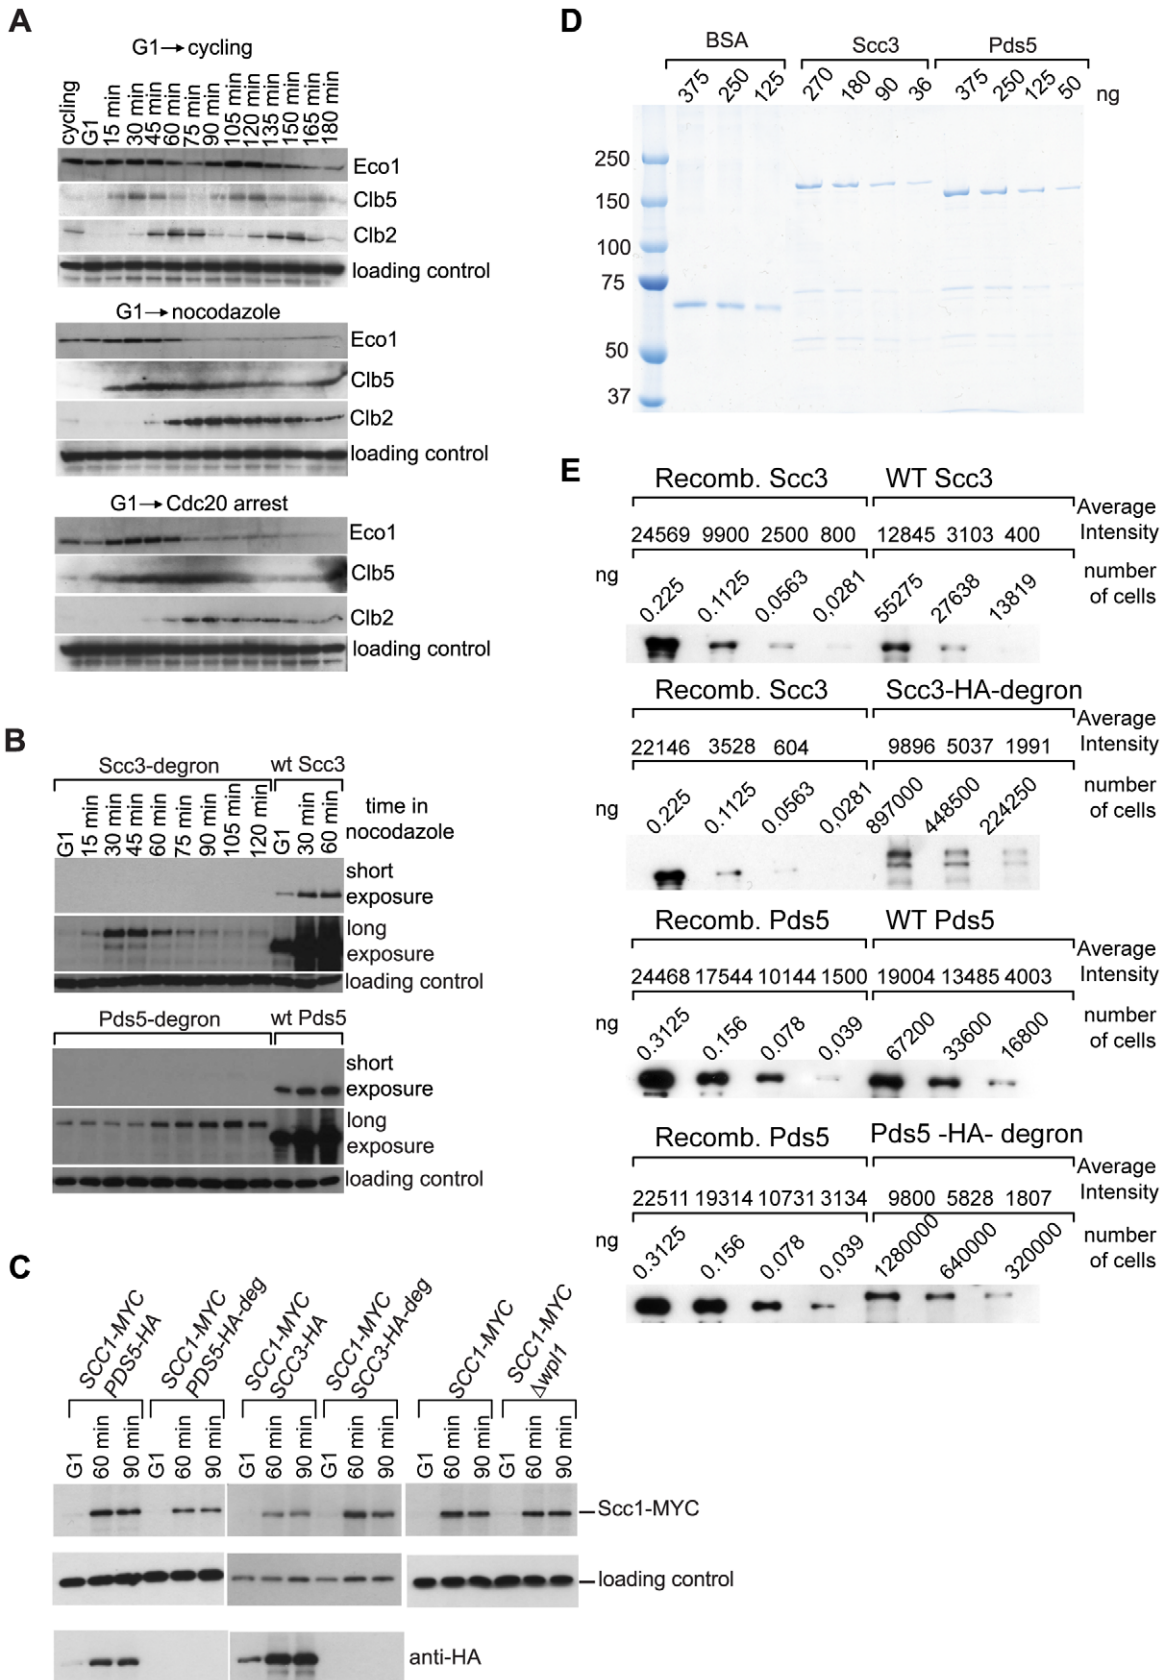 A
G1→cycling
cycling G1 15 min 30 min 45 min 60 min 75 min 90 min 105 min 120 min 135 min 150 min 165 min 180 min
Eco1
Clb5
Clb2
loading control
G1→nocodazole
Eco1
Clb5
Clb2
loading control
G1→Cdc20 arrest
Eco1
Clb5
Clb2
loading control
B
Scc3-degron wt Scc3
G1 15 min 30 min 45 min 60 min 75 min 90 min 105 min 120 min G1 30 min 60 min
time in
nocodazole
short
exposure
long
exposure
loading control
Pds5-degron wt Pds5
short
exposure
long
exposure
loading control
C
SCC1-MYC PDS5-HA
SCC1-MYC PDS5-HA-deg
SCC1-MYC SCC3-HA
SCC1-MYC SCC3-HA-deg
SCC1-MYC
SCC1-MYC Δwpl1
G1 60 min 90 min G1 60 min 90 min G1 60 min 90 min G1 60 min 90 min G1 60 min 90 min G1 60 min 90 min
Scc1-MYC
loading control
anti-HA
D
BSA Scc3 Pds5
375 250 125 270 180 90 36 375 250 125 50 ng
250
150
100
75
50
37
E
Recomb. Scc3 WT Scc3
Average
Intensity
24569 9900 2500 800 12845 3103 400
ng 0.225 0.1125 0.0563 0,0281 55275 27638 13819
number
of cells
Recomb. Scc3 Scc3-HA-degron
Average
Intensity
22146 3528 604 9896 5037 1991
ng 0.225 0.1125 0.0563 0,0281 897000 448500 224250
number
of cells
Recomb. Pds5 WT Pds5
Average
Intensity
24468 17544 10144 1500 19004 13485 4003
ng 0.3125 0.156 0.078 0,039 67200 33600 16800
number
of cells
Recomb. Pds5 Pds5 -HA- degron
Average
Intensity
22511 19314 10731 3134 9800 5828 1807
ng 0.3125 0.156 0.078 0,039 1280000 640000 320000
number
of cells